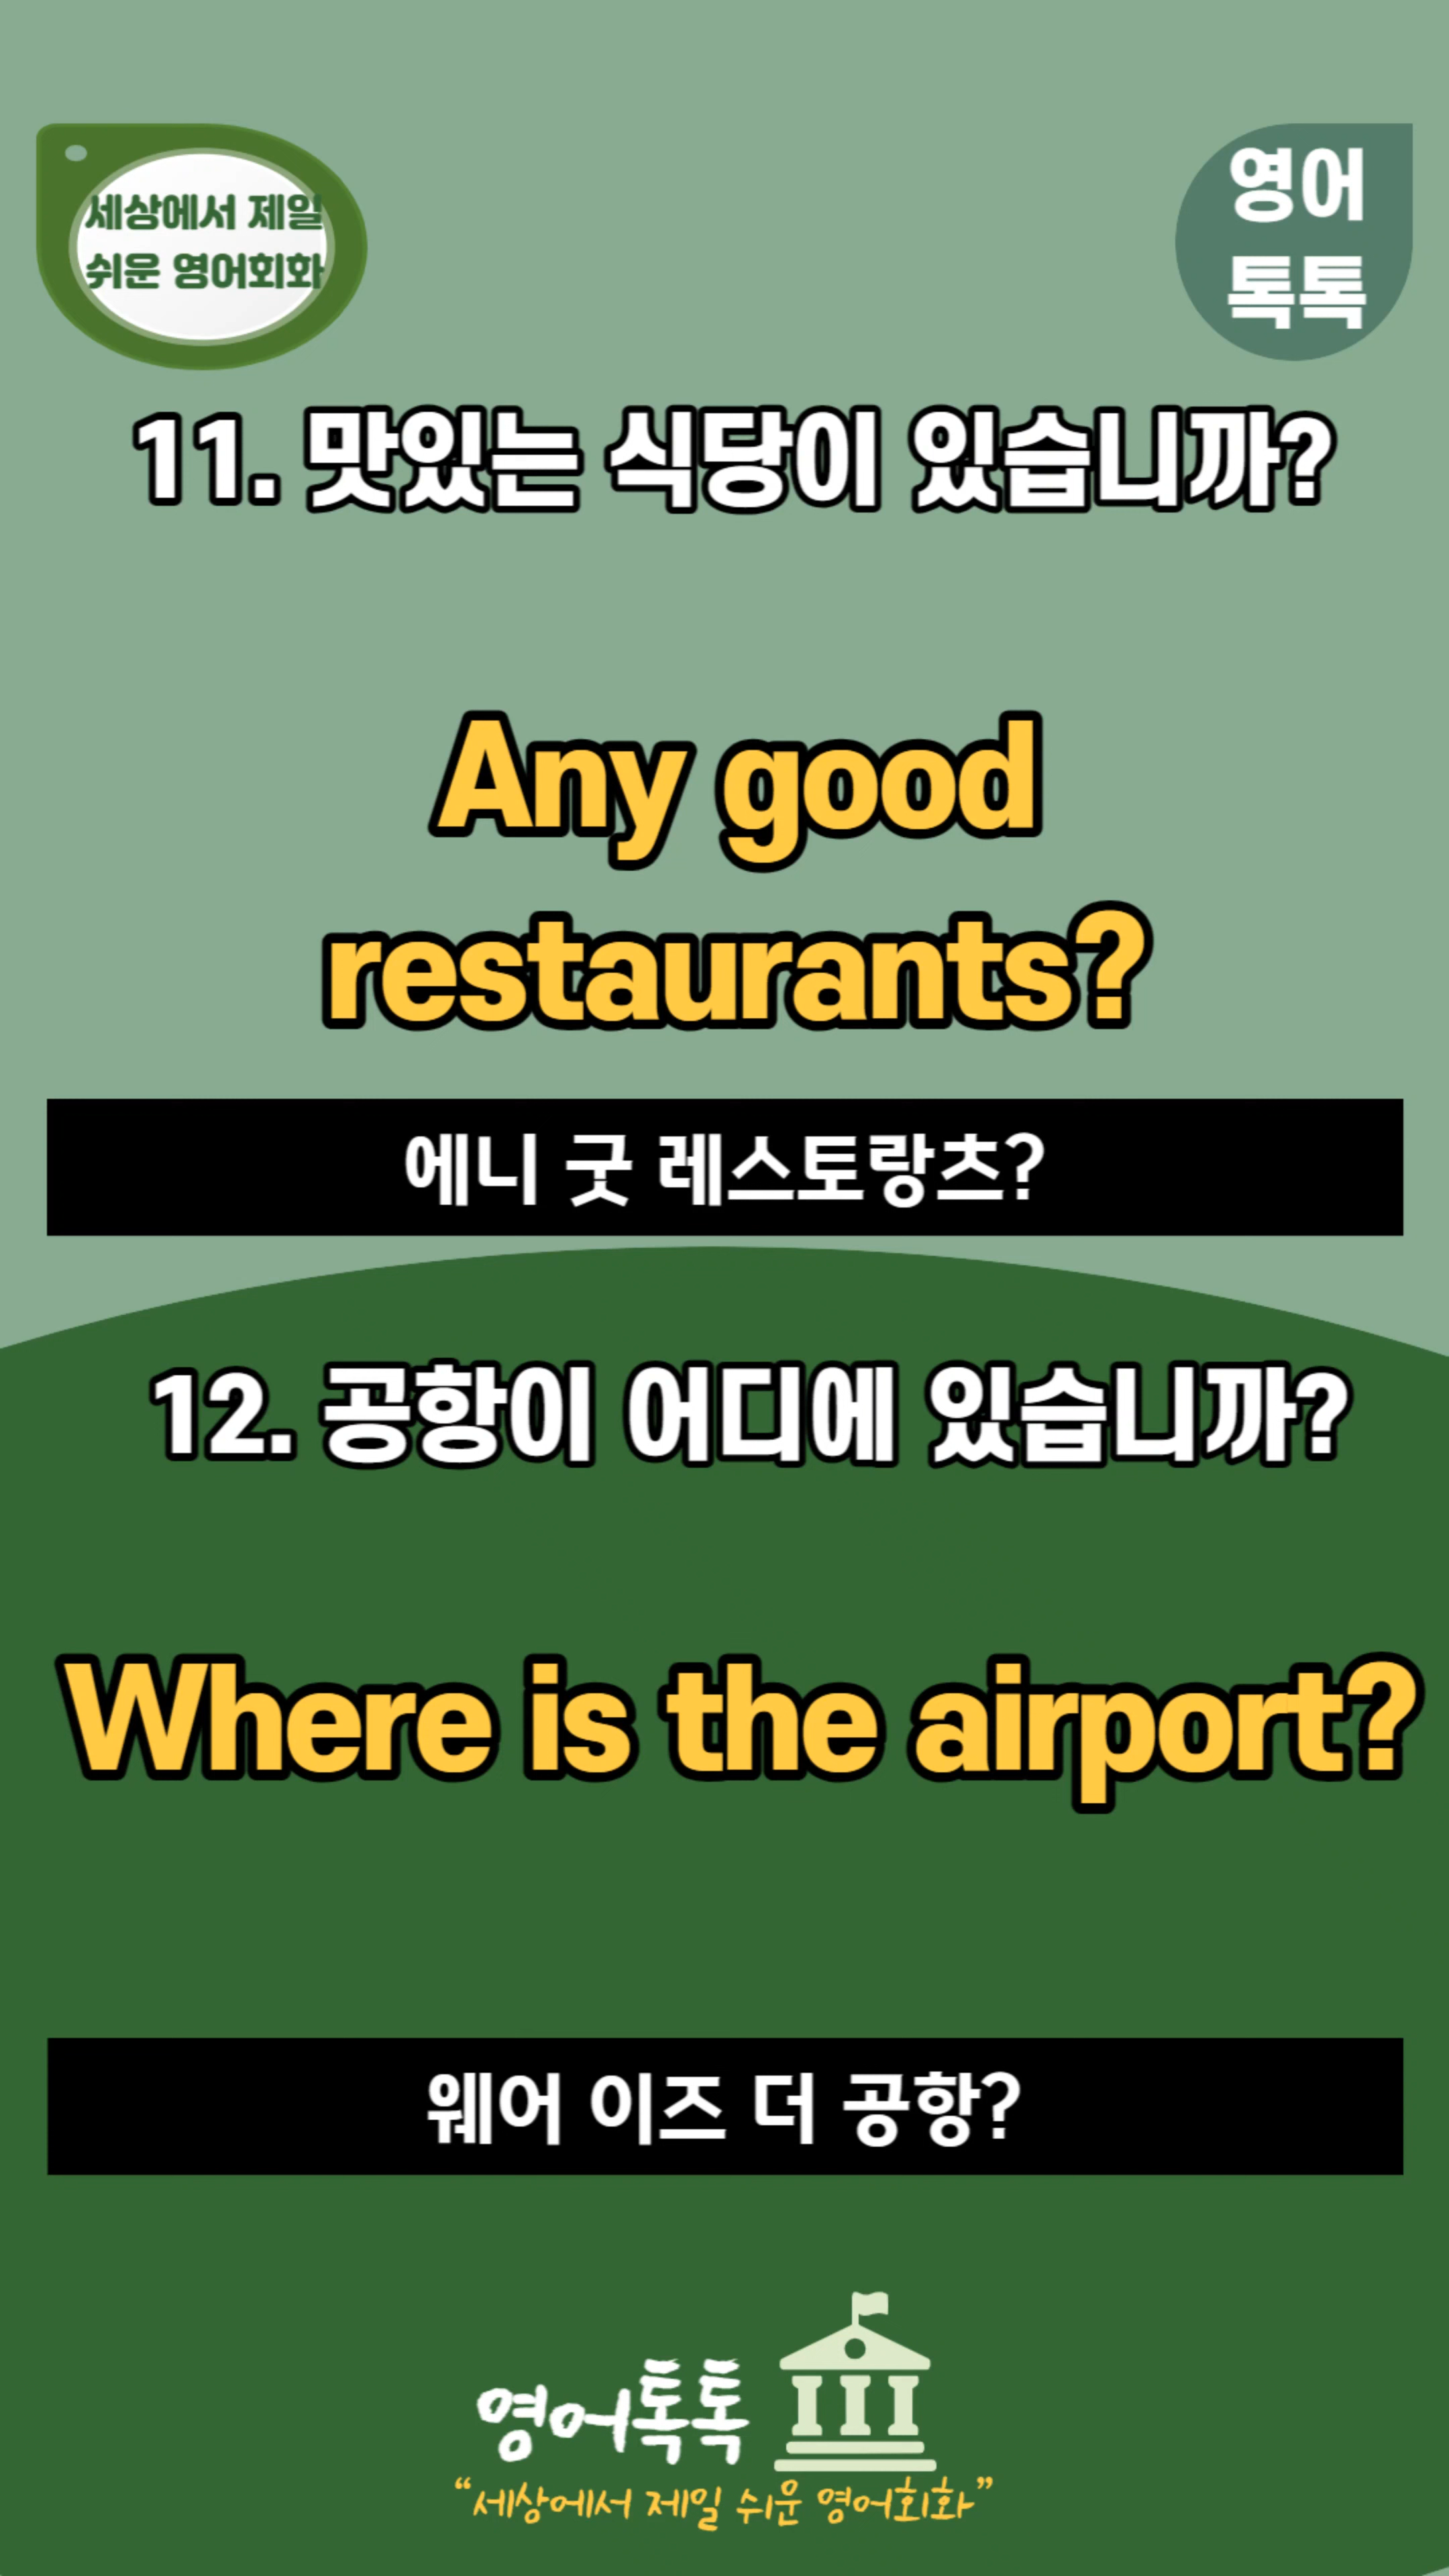 세상에서 제일
쉬운 영어회화
영어
톡톡
11. 맛있는 식당이 있습니까?
Any good
restaurants?
에니 굿 레스토랑츠?
12. 공항이 어디에 있습니까?
Where is the airport?
웨어 이즈 더 공항?
영어톡톡
“세상에서 제일 쉬운 영어회화”